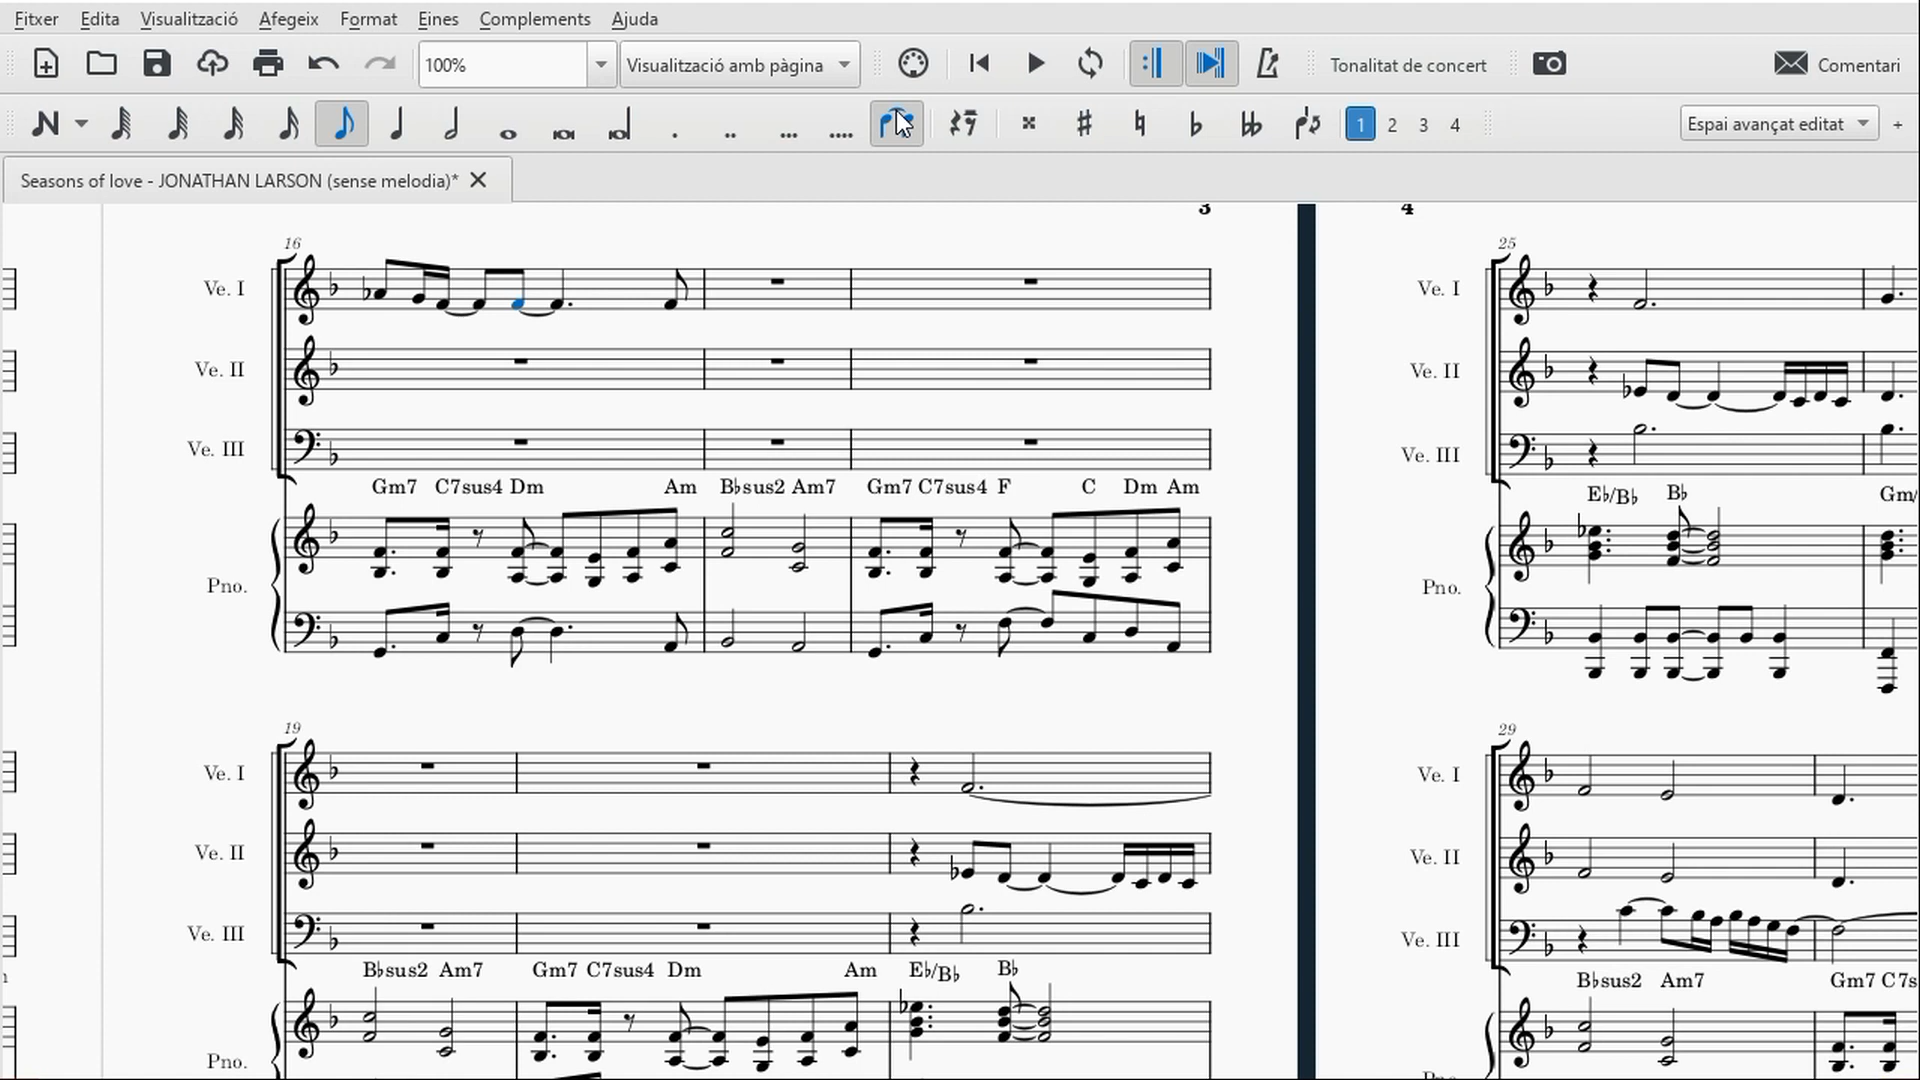 Fitxer Edita Visualització Afegeix Format Eines Complements Ajuda
100% Visualització amb pàgina Tonalitat de concert Comentari
1 2 3 4 Espai avançat editat +
Seasons of love - JONATHAN LARSON (sense melodia)*
3 4
16 25
Ve. I Ve. I
Ve. II Ve. II
Ve. III Ve. III
Gm7 C7sus4 Dm Am B♭sus2 Am7 Gm7 C7sus4 F C Dm Am E♭/B♭ B♭ Gm/
Pno. Pno.
19 29
Ve. I Ve. I
Ve. II Ve. II
Ve. III Ve. III
B♭sus2 Am7 Gm7 C7sus4 Dm Am E♭/B♭ B♭ B♭sus2 Am7 Gm7 C7s
Pno.